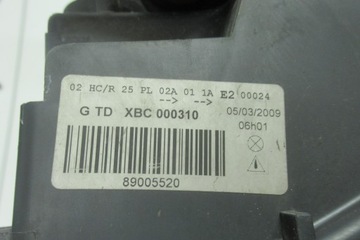 02 HC/R 25 PL 02A 01 1A E2 00024
--> -->
G TD XBC 000310
05/03/2009
06h01
89005520